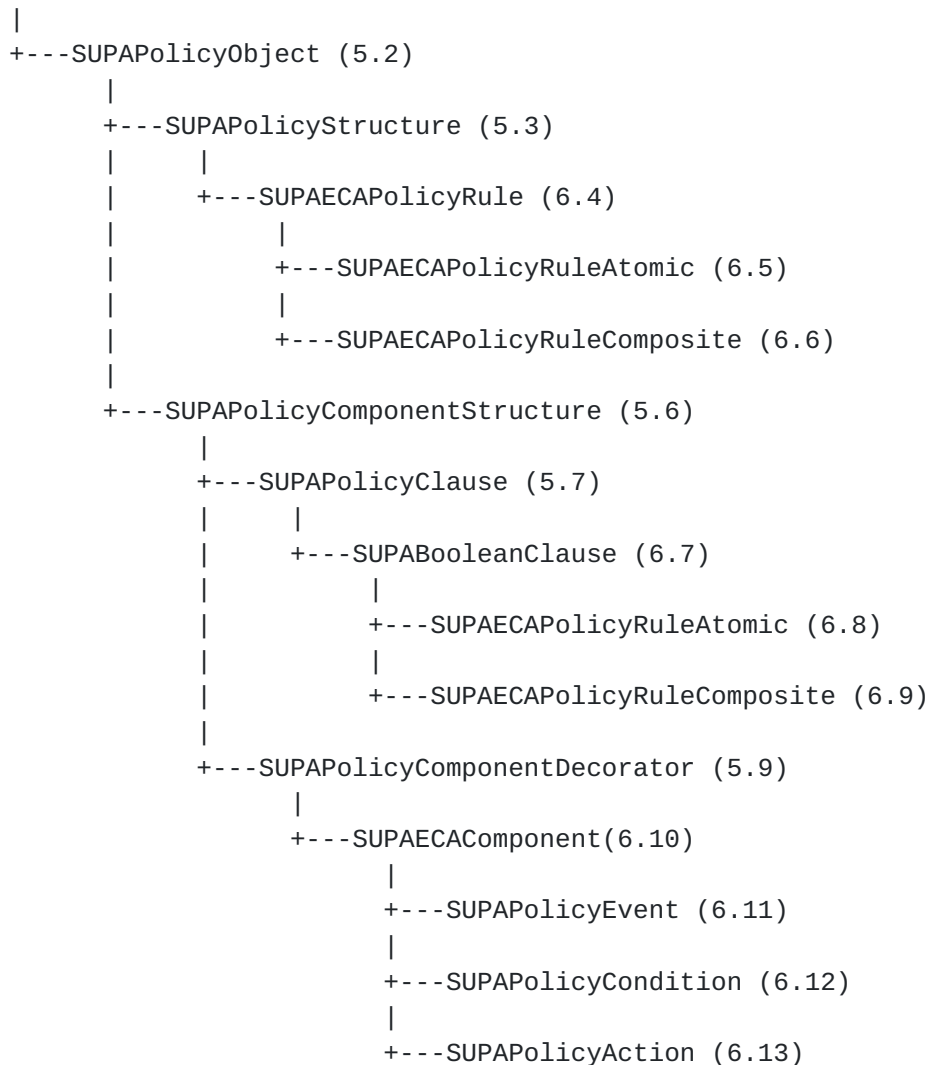 |
+---SUPAPolicyObject (5.2)
      |
      +---SUPAPolicyStructure (5.3)
      |     |
      |     +---SUPAECAPolicyRule (6.4)
      |          |
      |          +---SUPAECAPolicyRuleAtomic (6.5)
      |          |
      |          +---SUPAECAPolicyRuleComposite (6.6)
      |
      +---SUPAPolicyComponentStructure (5.6)
            |
            +---SUPAPolicyClause (5.7)
            |     |
            |     +---SUPABooleanClause (6.7)
            |          |
            |          +---SUPAECAPolicyRuleAtomic (6.8)
            |          |
            |          +---SUPAECAPolicyRuleComposite (6.9)
            |
            +---SUPAPolicyComponentDecorator (5.9)
                  |
                  +---SUPAECAComponent(6.10)
                        |
                        +---SUPAPolicyEvent (6.11)
                        |
                        +---SUPAPolicyCondition (6.12)
                        |
                        +---SUPAPolicyAction (6.13)